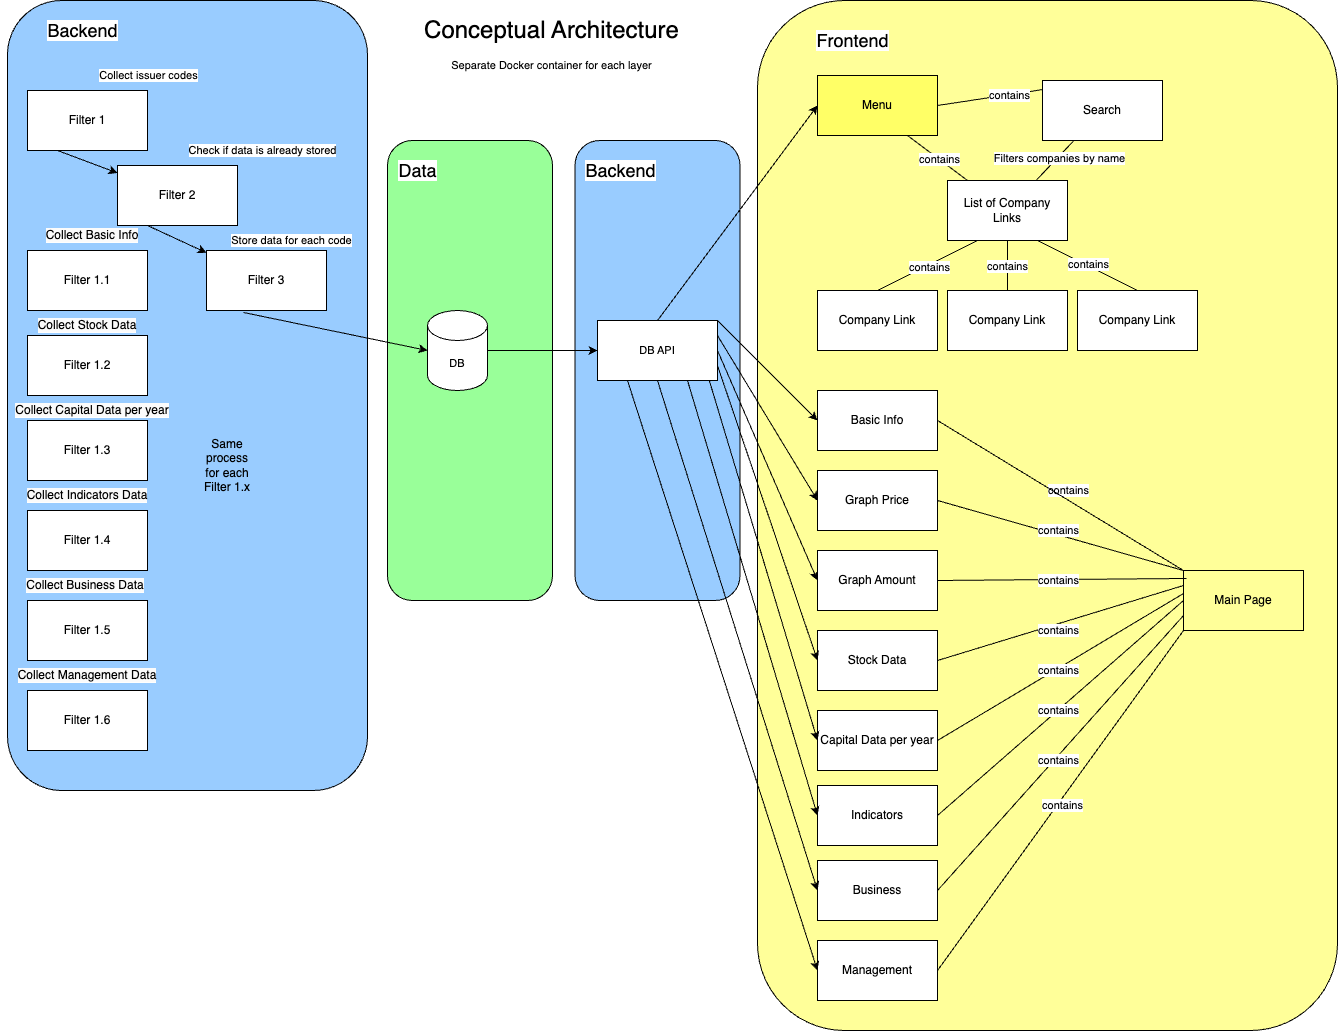 Conceptual Architecture
Separate Docker container for each layer
Backend
Collect issuer codes
Filter 1
Check if data is already stored
Filter 2
Collect Basic Info
Store data for each code
Filter 1.1
Filter 3
Collect Stock Data
Filter 1.2
Collect Capital Data per year
Filter 1.3
Same
process
for each
Filter 1.x
Collect Indicators Data
Filter 1.4
Collect Business Data
Filter 1.5
Collect Management Data
Filter 1.6
Data
DB
Backend
DB API
Frontend
Menu
contains
Search
contains
Filters companies by name
List of Company
Links
contains
contains
contains
Company Link
Company Link
Company Link
Basic Info
contains
Graph Price
contains
Graph Amount
contains
Main Page
Stock Data
contains
Capital Data per year
contains
Indicators
contains
Business
contains
Management
contains